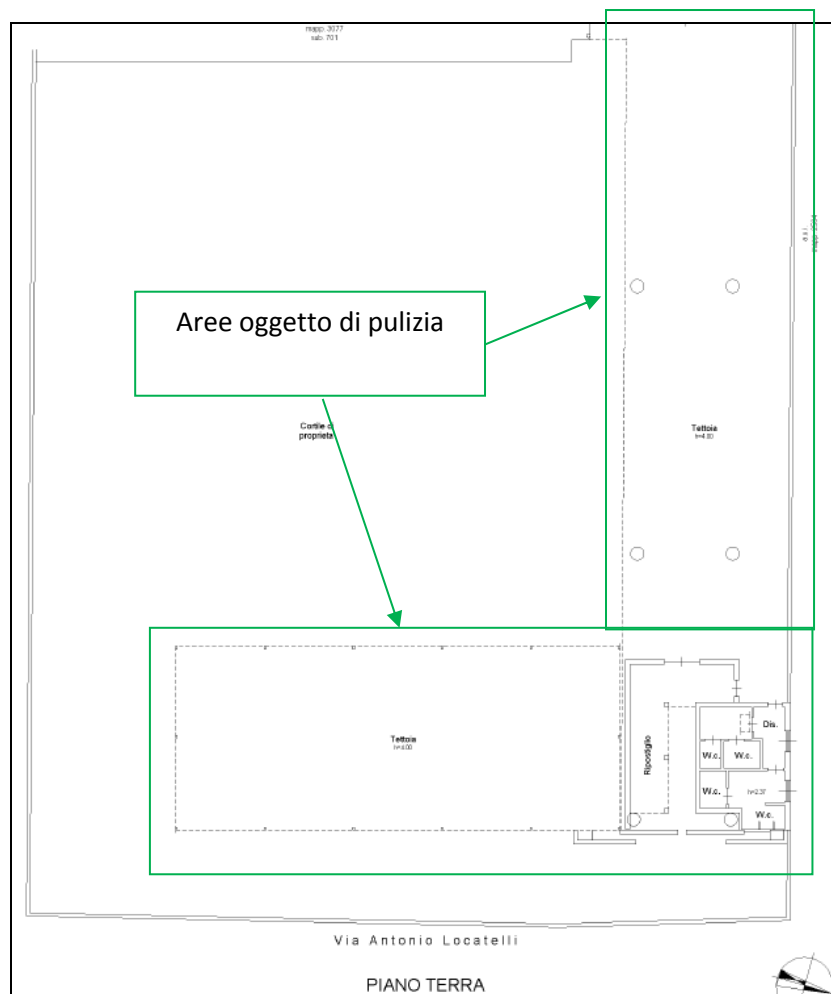 mapp. 3077
sub. 701
Aree oggetto di pulizia
Cortile di
proprieta'
Tettoia
h=4.00
Tettoia
h=4.00
Ripostiglio
Dis.
W.c.
W.c.
W.c.
h=2.37
W.c.
Via Antonio Locatelli
PIANO TERRA